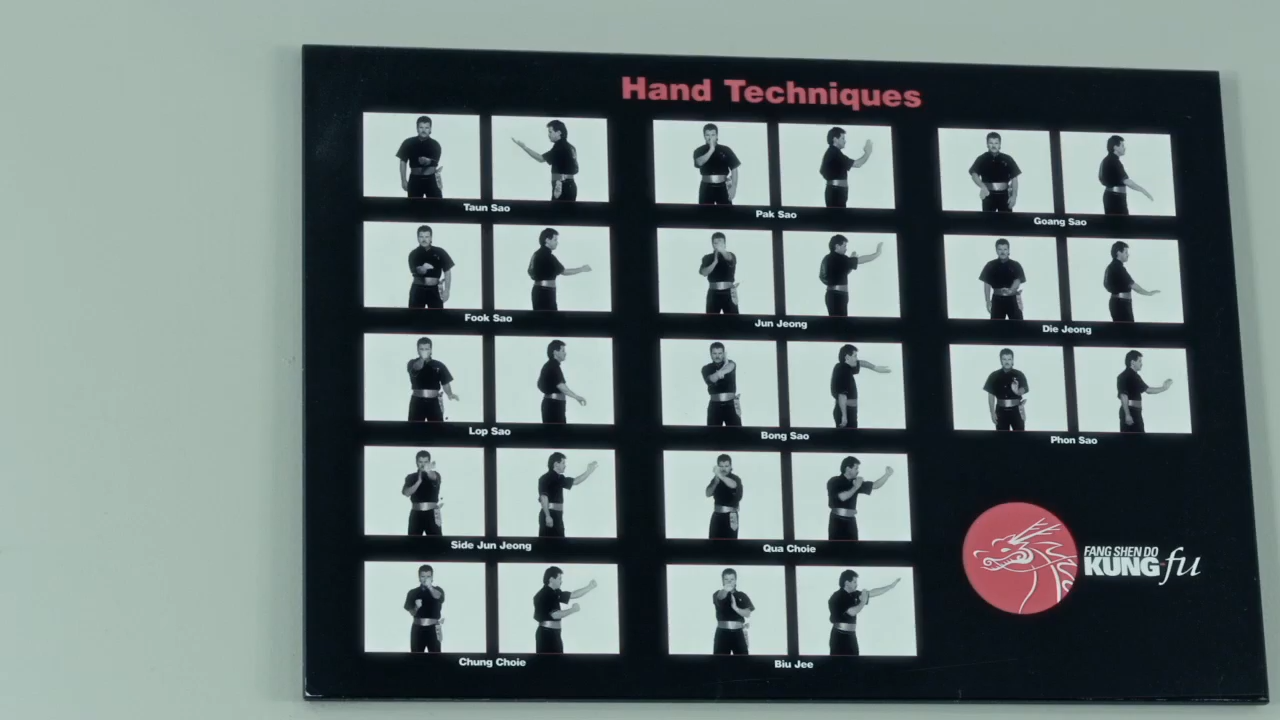 Hand Techniques
Taun Sao
Pak Sao
Goang Sao
Fook Sao
Jun Jeong
Die Jeong
Lop Sao
Bong Sao
Phon Sao
Side Jun Jeong
Qua Choie
FANG SHEN DO
KUNG fu
Chung Choie
Biu Jee